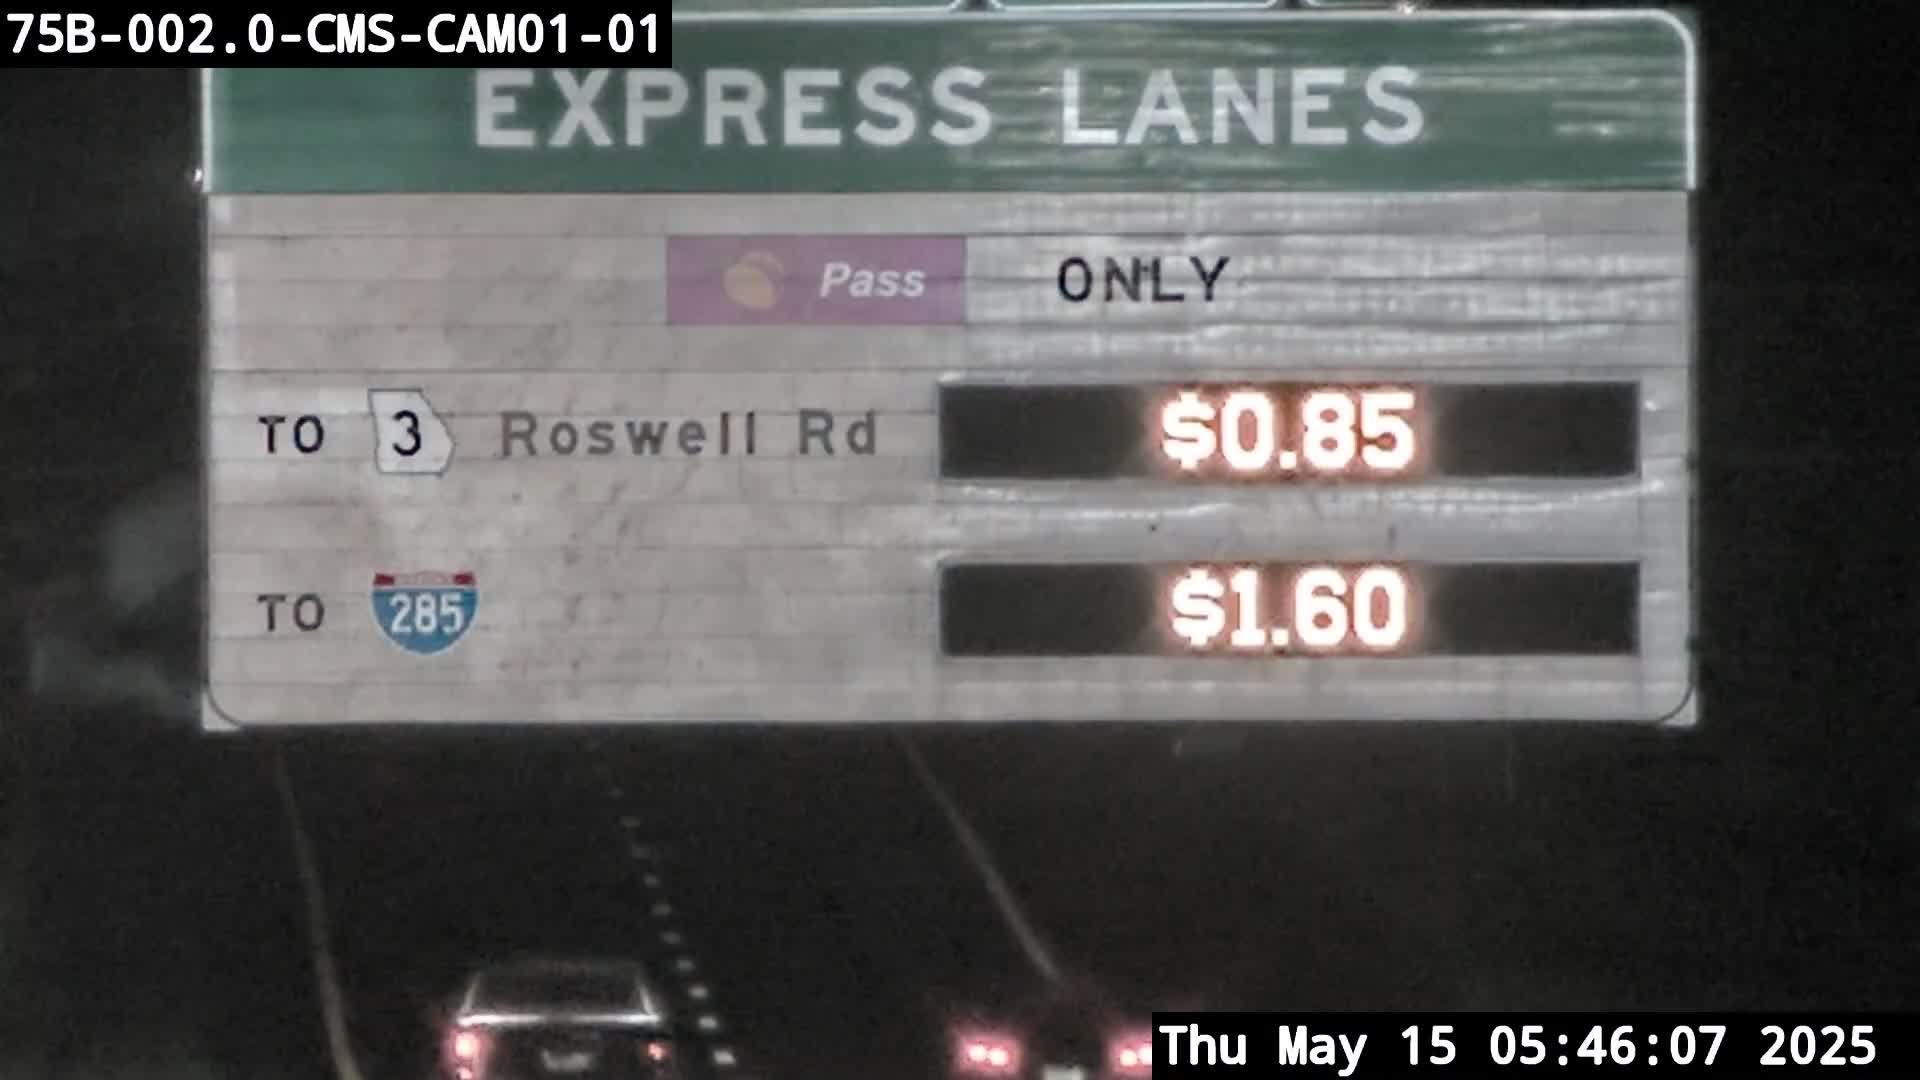 75B-002.0-CMS-CAM01-01
EXPRESS LANES
Pass ONLY
TO 3 Roswell Rd $0.85
TO 285 $1.60
Thu May 15 05:46:07 2025